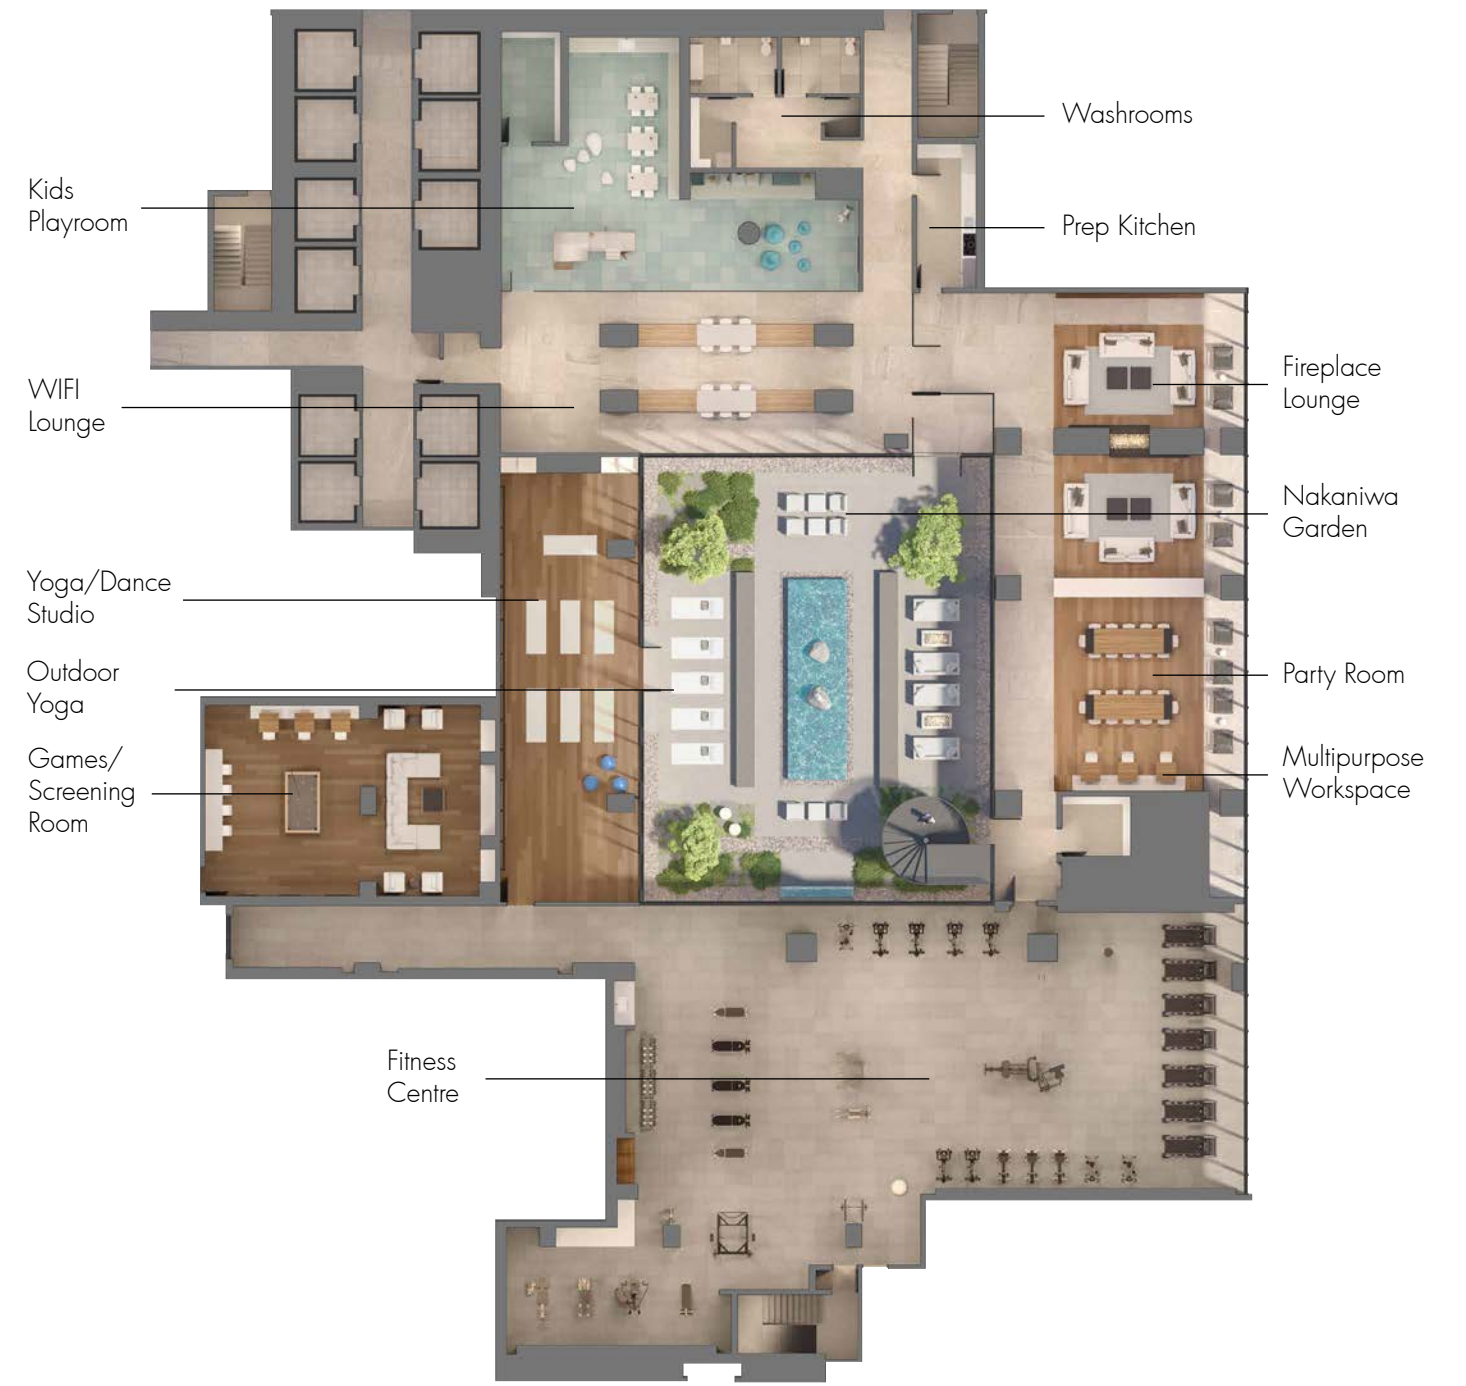 Washrooms
Kids
Playroom
Prep Kitchen
Fireplace
Lounge
WIFI
Lounge
Nakaniwa
Garden
Yoga/Dance
Studio
Outdoor
Yoga
Party Room
Games/
Screening
Room
Multipurpose
Workspace
Fitness
Centre